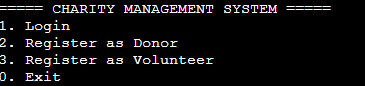 ===== CHARITY MANAGEMENT SYSTEM =====
1. Login
2. Register as Donor
3. Register as Volunteer
0. Exit